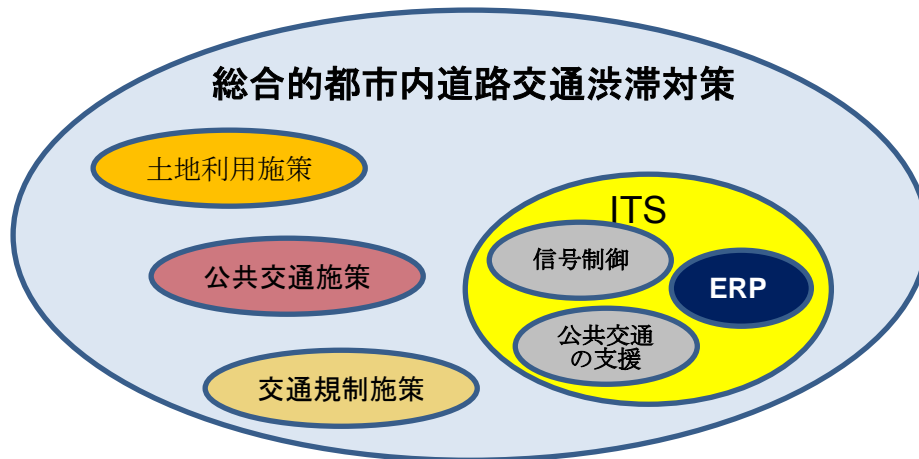 総合的都市内道路交通渋滞対策
土地利用施策
公共交通施策
交通規制施策
ITS
信号制御
ERP
公共交通
の支援